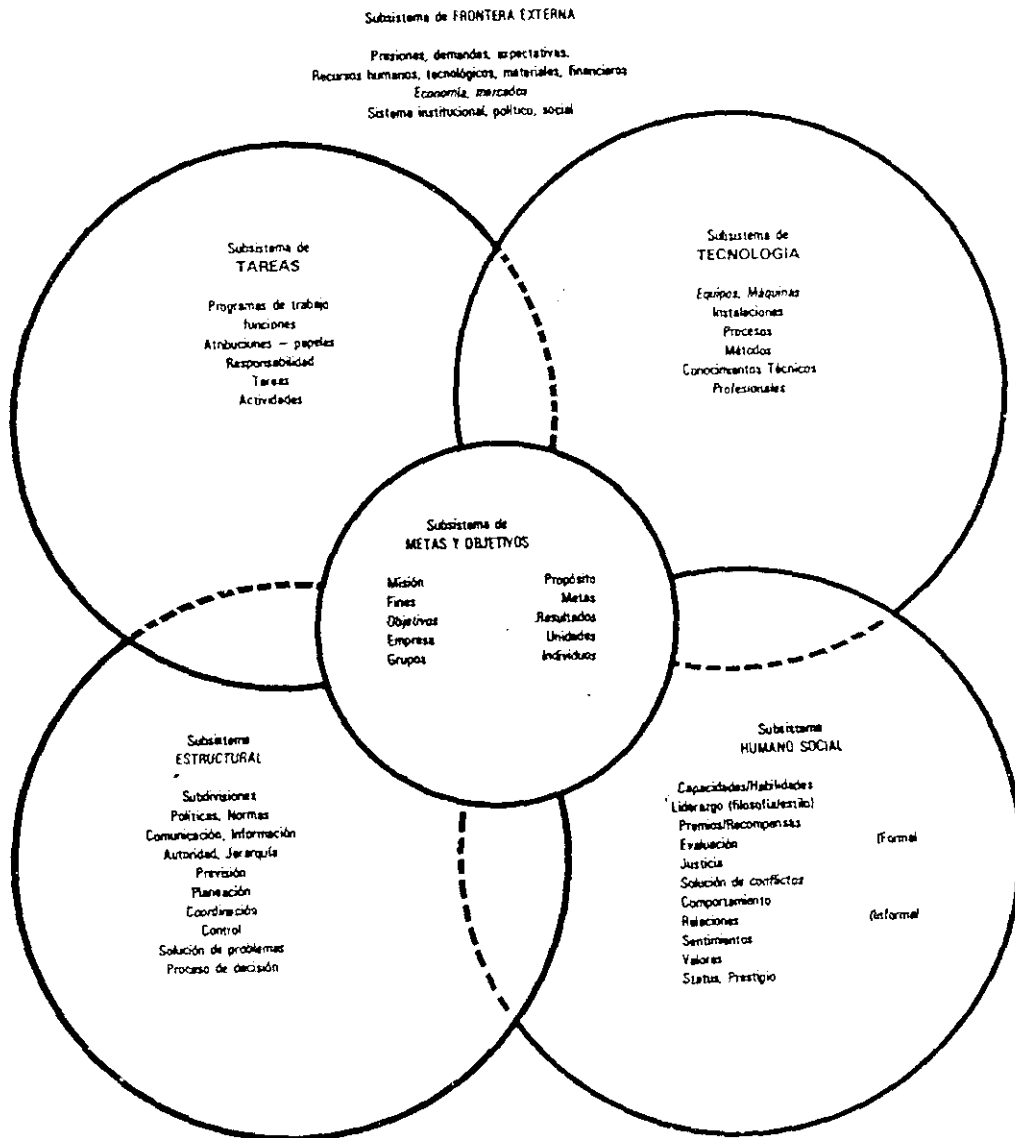 Subsistema de FRONTERA EXTERNA
Presiones, demandas, expectativas.
Recursos humanos, tecnológicos, materiales, financieros
Economía, mercados
Sistema institucional, político, social
Subsistema de
TAREAS
Programas de trabajo
funciones
Atribuciones – papeles
Responsabilidad
Tareas
Actividades
Subsistema de
TECNOLOGIA
Equipos, Máquinas
Instalaciones
Procesos
Métodos
Conocimientos Técnicos
Profesionales
Subsistema de
METAS Y OBJETIVOS
Misión Propósito
Fines Metas
Objetivos Resultados
Empresa Unidades
Grupos Individuos
Subsistema
ESTRUCTURAL
Subdivisiones
Políticas, Normas
Comunicación, Información
Autoridad, Jerarquía
Previsión
Planeación
Coordinación
Control
Solución de problemas
Proceso de decisión
Subsistema
HUMANO SOCIAL
Capacidades/Habilidades
Liderazgo (filosofía/estilo)
Premios/Recompensas
Evaluación (Formal
Justicia
Solución de conflictos
Comportamiento
Relaciones (Informal
Sentimientos
Valores
Status, Prestigio